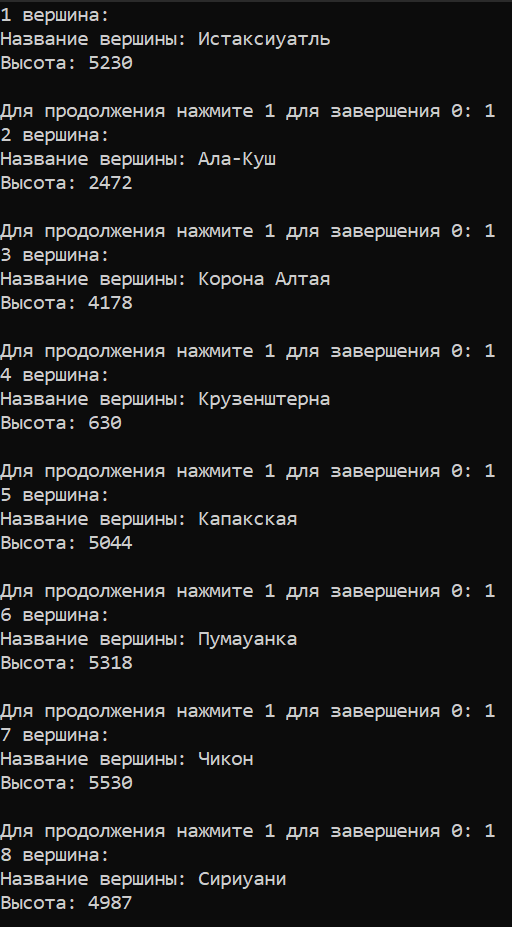 1 вершина:
Название вершины: Истаксиуатль
Высота: 5230
Для продолжения нажмите 1 для завершения 0: 1
2 вершина:
Название вершины: Ала-Куш
Высота: 2472
Для продолжения нажмите 1 для завершения 0: 1
3 вершина:
Название вершины: Корона Алтая
Высота: 4178
Для продолжения нажмите 1 для завершения 0: 1
4 вершина:
Название вершины: Крузенштерна
Высота: 630
Для продолжения нажмите 1 для завершения 0: 1
5 вершина:
Название вершины: Капакская
Высота: 5044
Для продолжения нажмите 1 для завершения 0: 1
6 вершина:
Название вершины: Пумауанка
Высота: 5318
Для продолжения нажмите 1 для завершения 0: 1
7 вершина:
Название вершины: Чикон
Высота: 5530
Для продолжения нажмите 1 для завершения 0: 1
8 вершина:
Название вершины: Сириуани
Высота: 4987